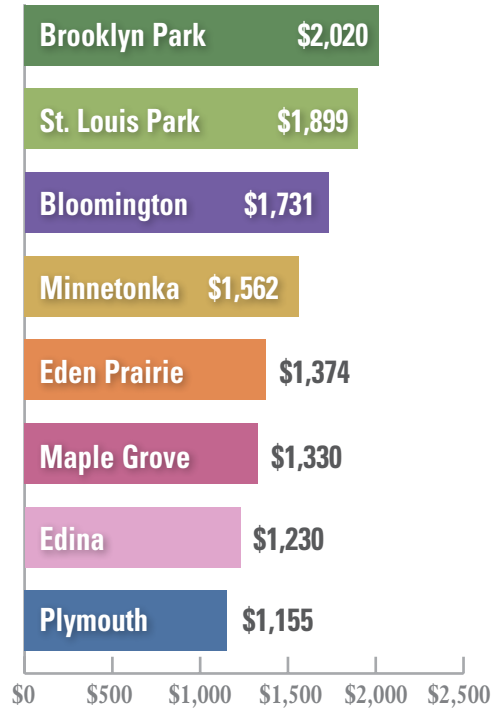 Brooklyn Park $2,020
St. Louis Park $1,899
Bloomington $1,731
Minnetonka $1,562
Eden Prairie $1,374
Maple Grove $1,330
Edina $1,230
Plymouth $1,155
$0 $500 $1,000 $1,500 $2,000 $2,500